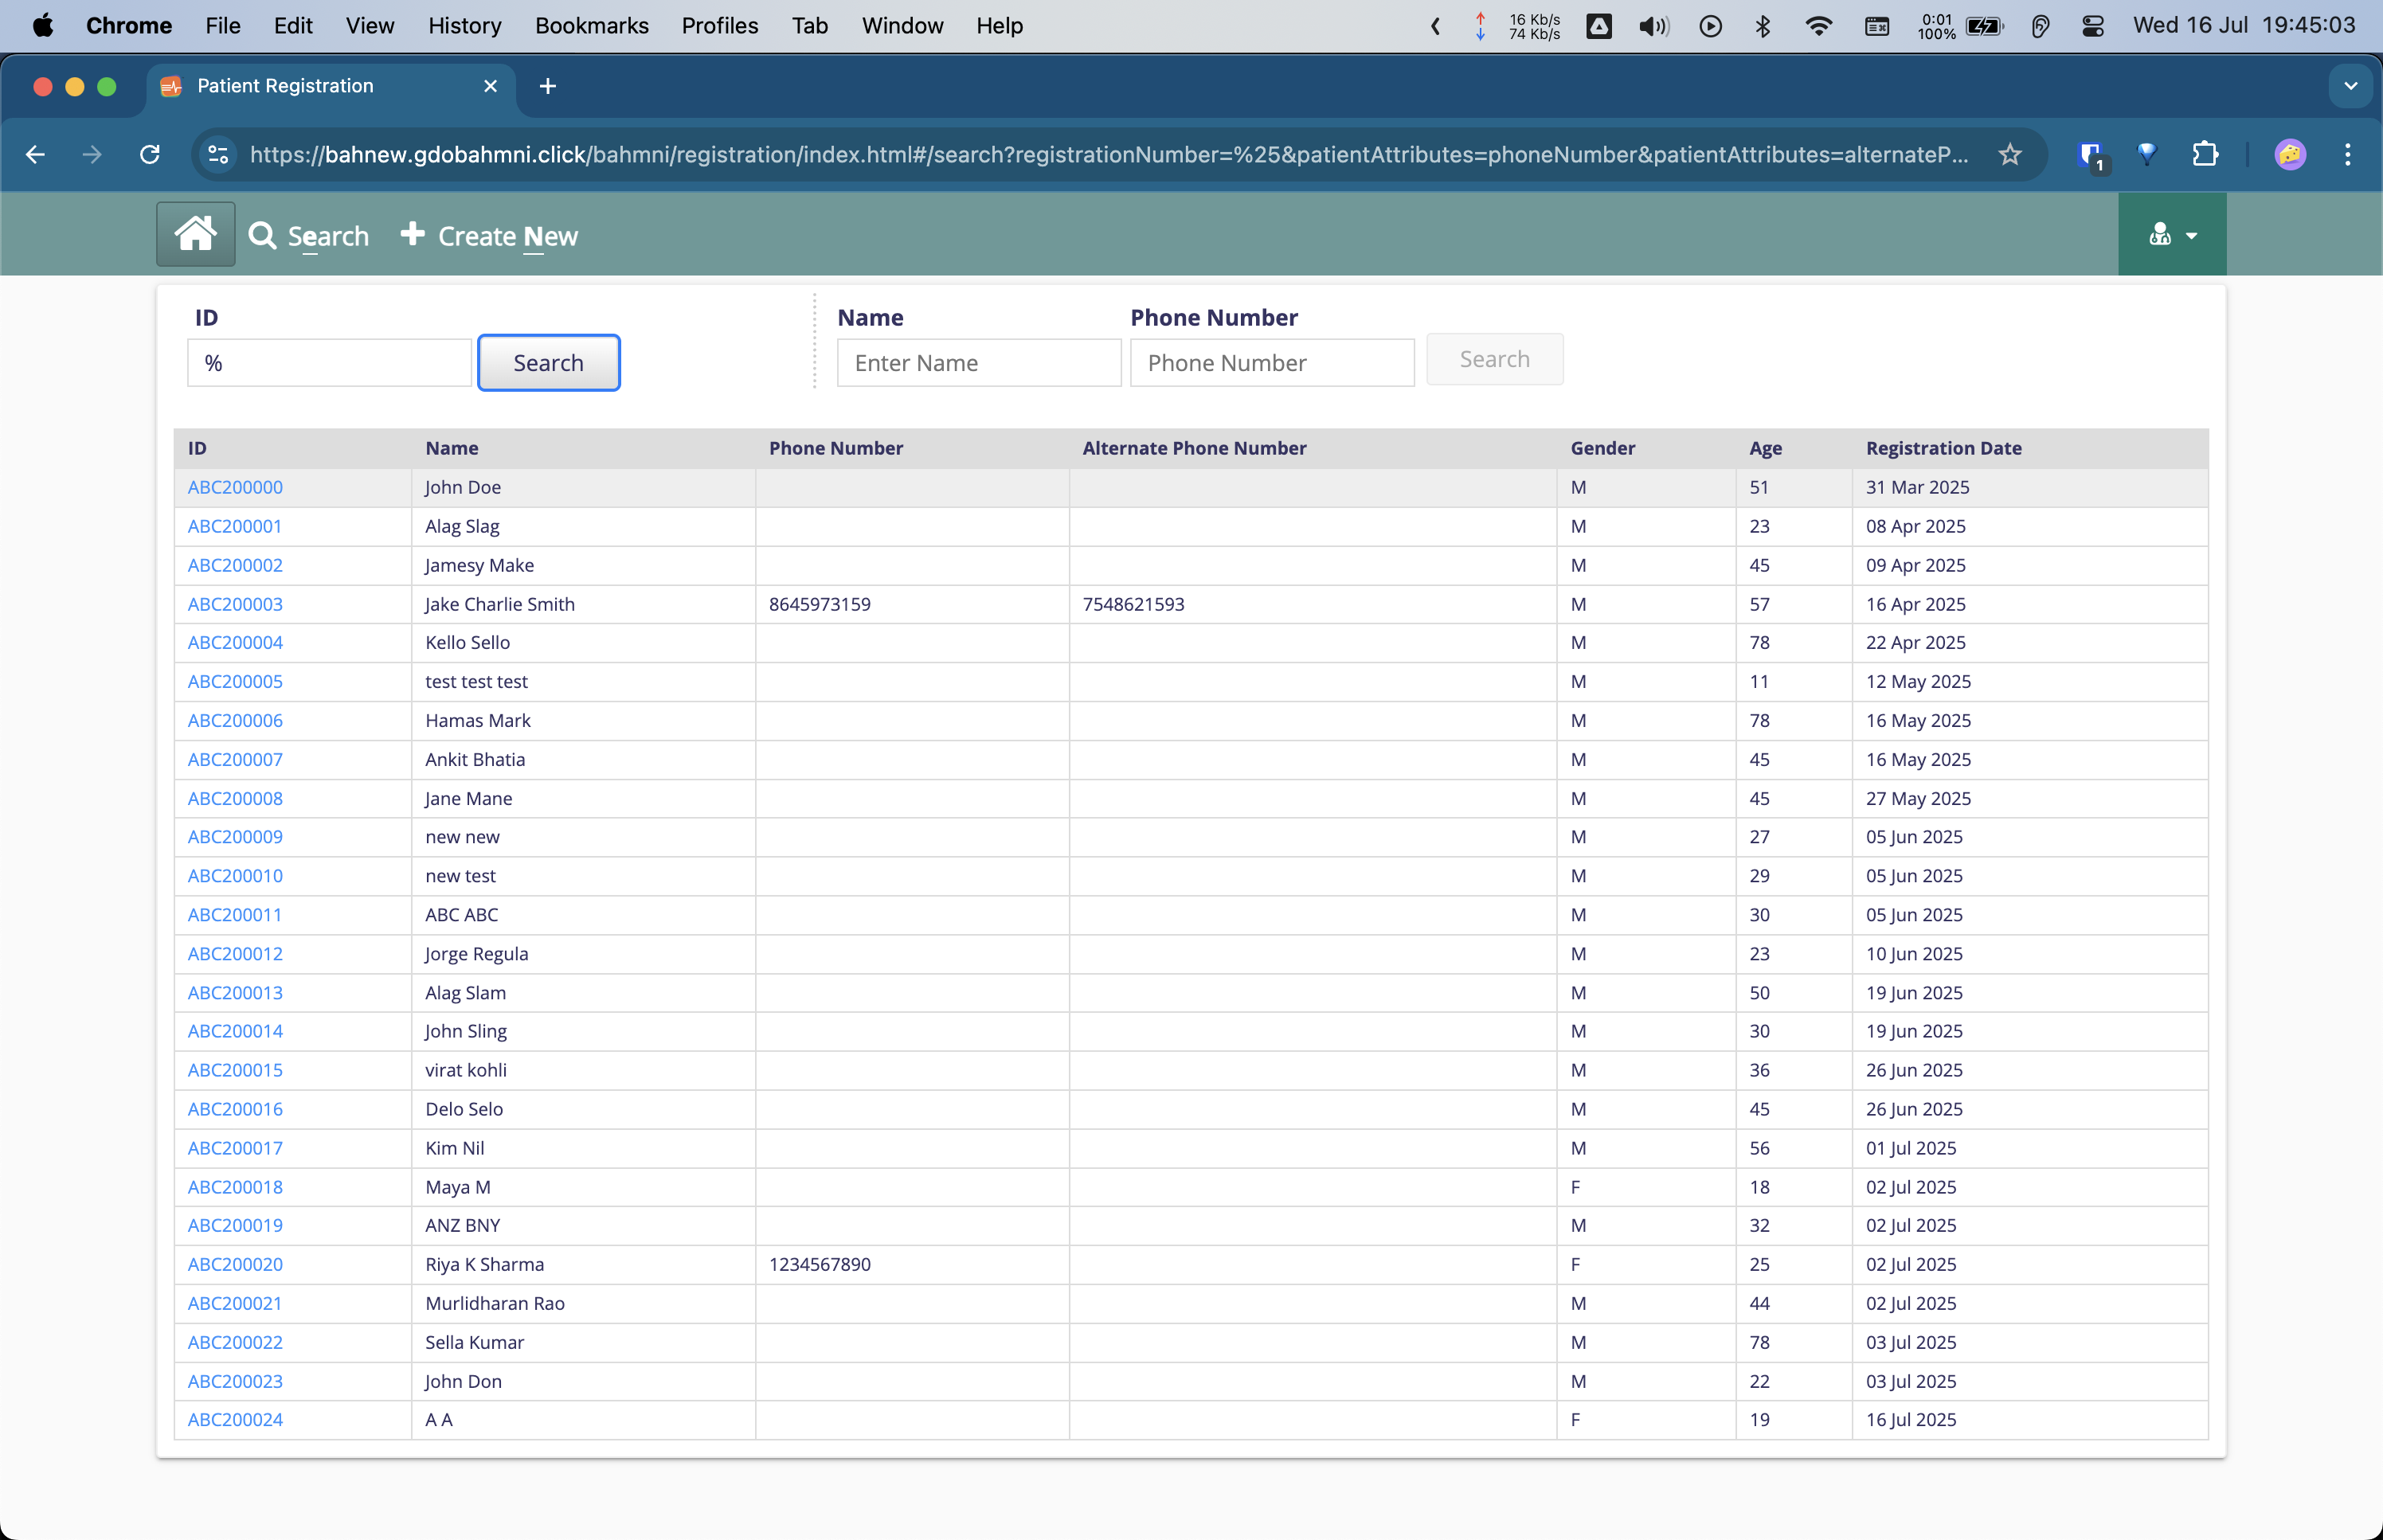 Chrome File Edit View History Bookmarks Profiles Tab Window Help 16 Kb/s 74 Kb/s 0:01 100% Wed 16 Jul 19:45:03
Patient Registration
https://bahnew.gdobahmni.click/bahmni/registration/index.html#/search?registrationNumber=%25&patientAttributes=phoneNumber&patientAttributes=alternateP... 1
Search Create New
ID Name Phone Number
% Search Enter Name Phone Number Search
ID Name Phone Number Alternate Phone Number Gender Age Registration Date
ABC200000 John Doe M 51 31 Mar 2025
ABC200001 Alag Slag M 23 08 Apr 2025
ABC200002 Jamesy Make M 45 09 Apr 2025
ABC200003 Jake Charlie Smith 8645973159 7548621593 M 57 16 Apr 2025
ABC200004 Kello Sello M 78 22 Apr 2025
ABC200005 test test test M 11 12 May 2025
ABC200006 Hamas Mark M 78 16 May 2025
ABC200007 Ankit Bhatia M 45 16 May 2025
ABC200008 Jane Mane M 45 27 May 2025
ABC200009 new new M 27 05 Jun 2025
ABC200010 new test M 29 05 Jun 2025
ABC200011 ABC ABC M 30 05 Jun 2025
ABC200012 Jorge Regula M 23 10 Jun 2025
ABC200013 Alag Slam M 50 19 Jun 2025
ABC200014 John Sling M 30 19 Jun 2025
ABC200015 virat kohli M 36 26 Jun 2025
ABC200016 Delo Selo M 45 26 Jun 2025
ABC200017 Kim Nil M 56 01 Jul 2025
ABC200018 Maya M F 18 02 Jul 2025
ABC200019 ANZ BNY M 32 02 Jul 2025
ABC200020 Riya K Sharma 1234567890 F 25 02 Jul 2025
ABC200021 Murlidharan Rao M 44 02 Jul 2025
ABC200022 Sella Kumar M 78 03 Jul 2025
ABC200023 John Don M 22 03 Jul 2025
ABC200024 A A F 19 16 Jul 2025